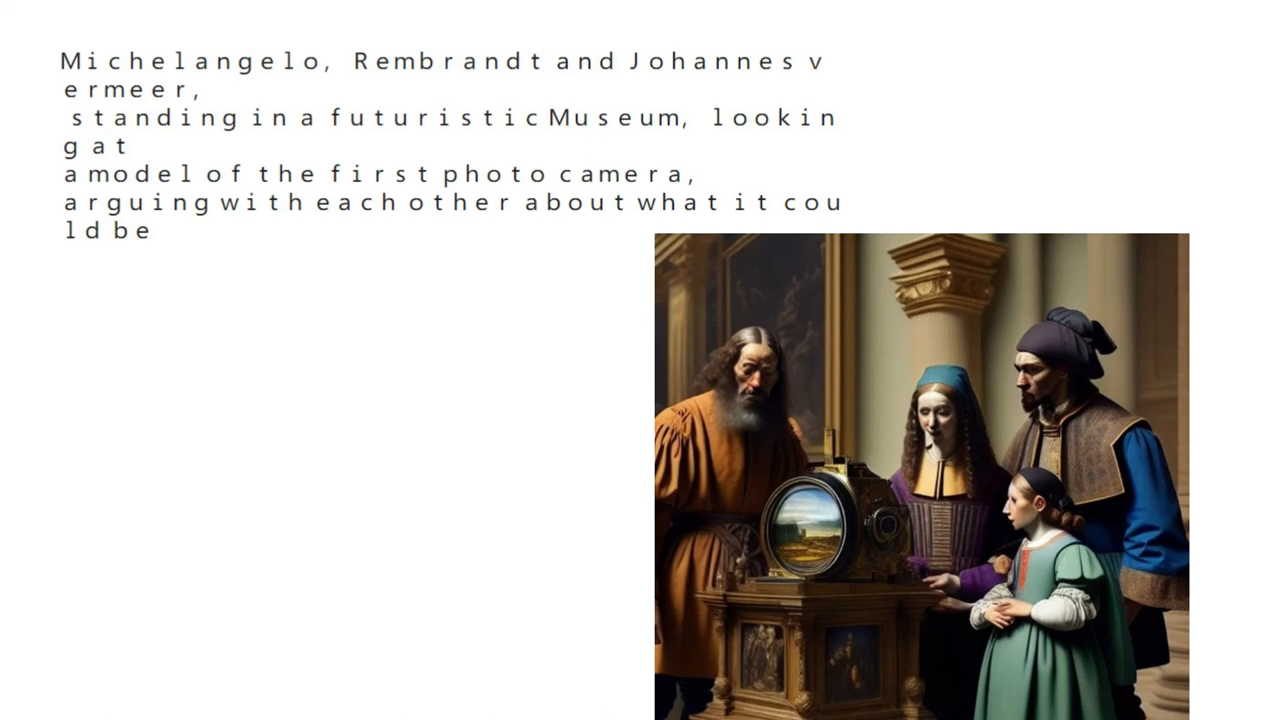 Michelangelo, Rembrandt and Johannes v
ermeer,
standing in a futuristic Museum, lookin
g at
a model of the first photo camera,
arguing with each other about what it cou
ld be